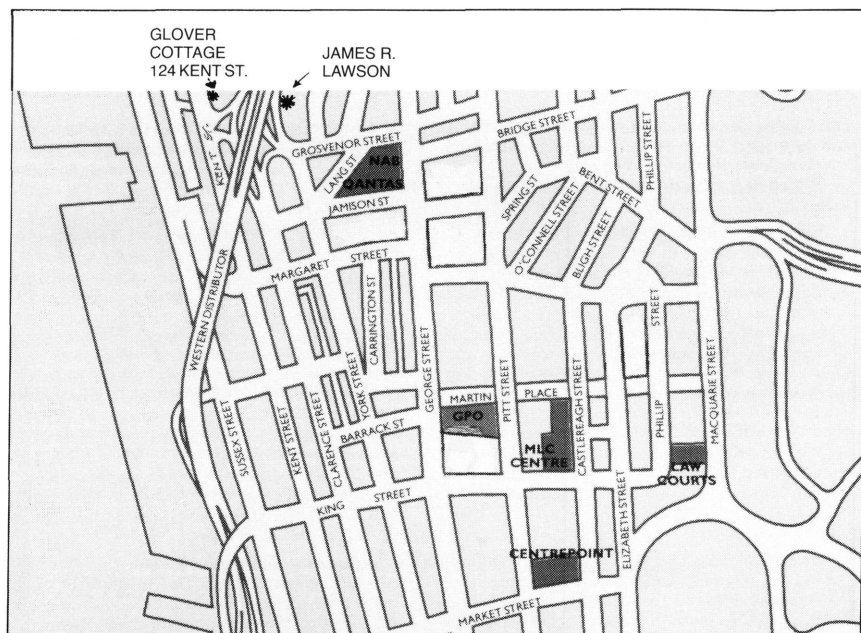 GLOVER
COTTAGE
124 KENT ST.
JAMES R.
LAWSON
KENT ST.
GROSVENOR STREET
BRIDGE STREET
PHILLIP STREET
LANG ST
NAB
QANTAS
JAMISON ST
SPRING ST
BENT STREET
O'CONNELL STREET
BLIGH STREET
MARGARET STREET
WESTERN DISTRIBUTOR
CARRINGTON ST
YORK STREET
GEORGE STREET
PITT STREET
CASTLEREAGH STREET
PHILLIP STREET
MACQUARIE STREET
MARTIN PLACE
GPO
SUSSEX STREET
KENT STREET
CLARENCE STREET
BARRACK ST
MLC
CENTRE
LAW
COURTS
KING STREET
ELIZABETH STREET
CENTREPOINT
MARKET STREET